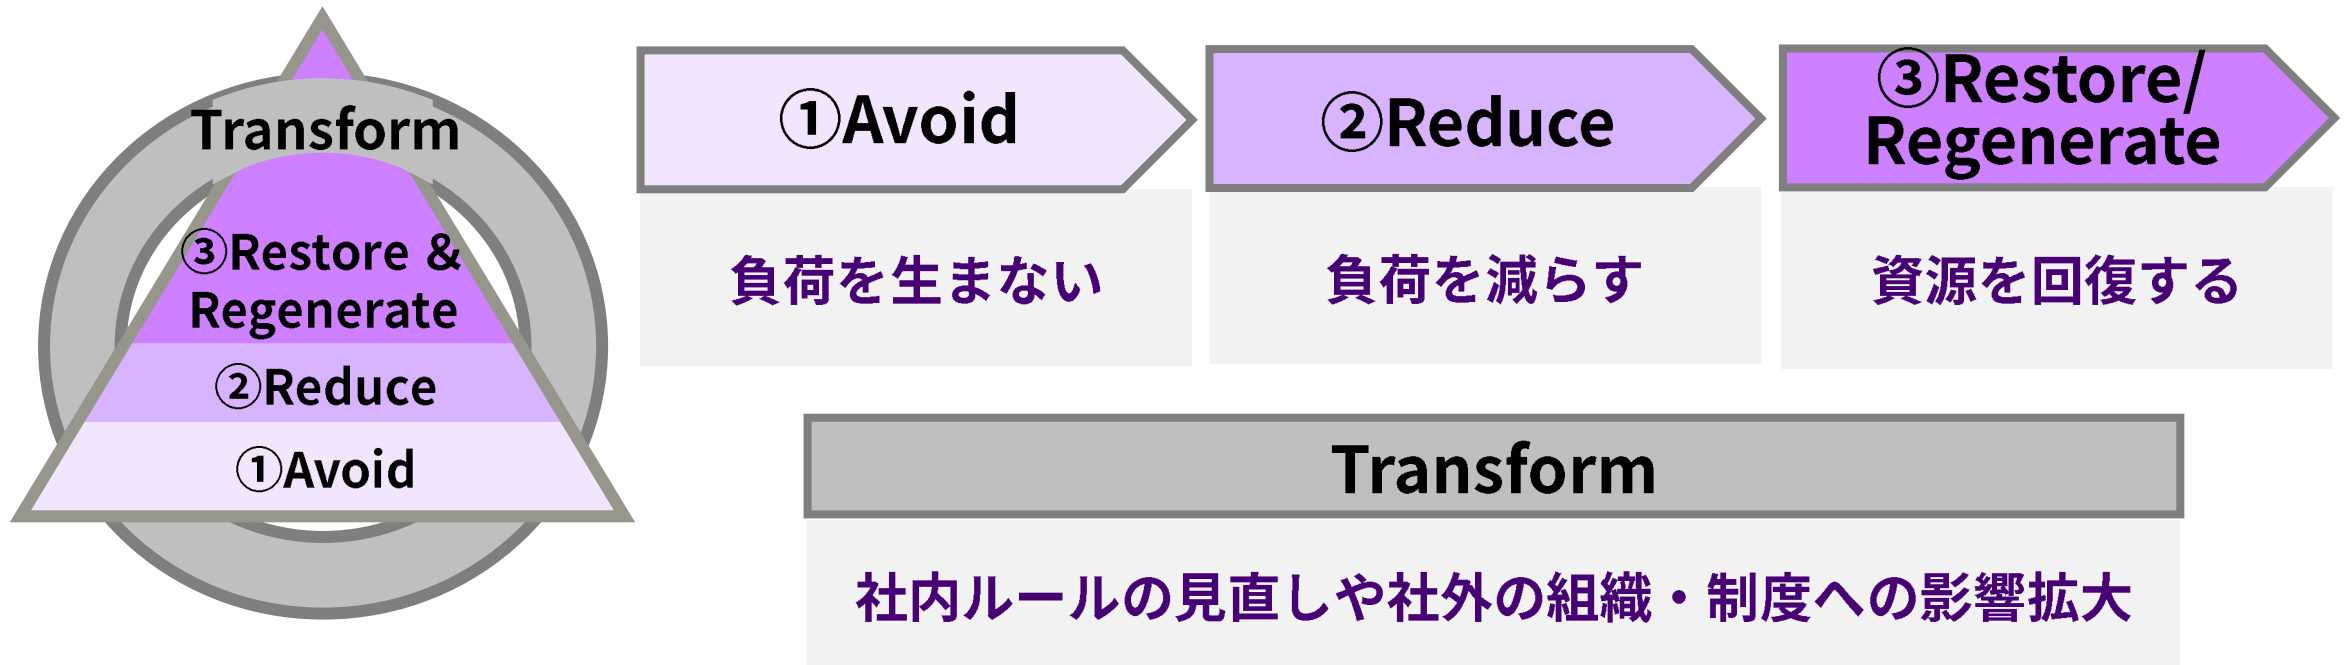 Transform
③Restore &
Regenerate
②Reduce
①Avoid
①Avoid
負荷を生まない
②Reduce
負荷を減らす
③Restore/
Regenerate
資源を回復する
Transform
社内ルールの見直しや社外の組織・制度への影響拡大